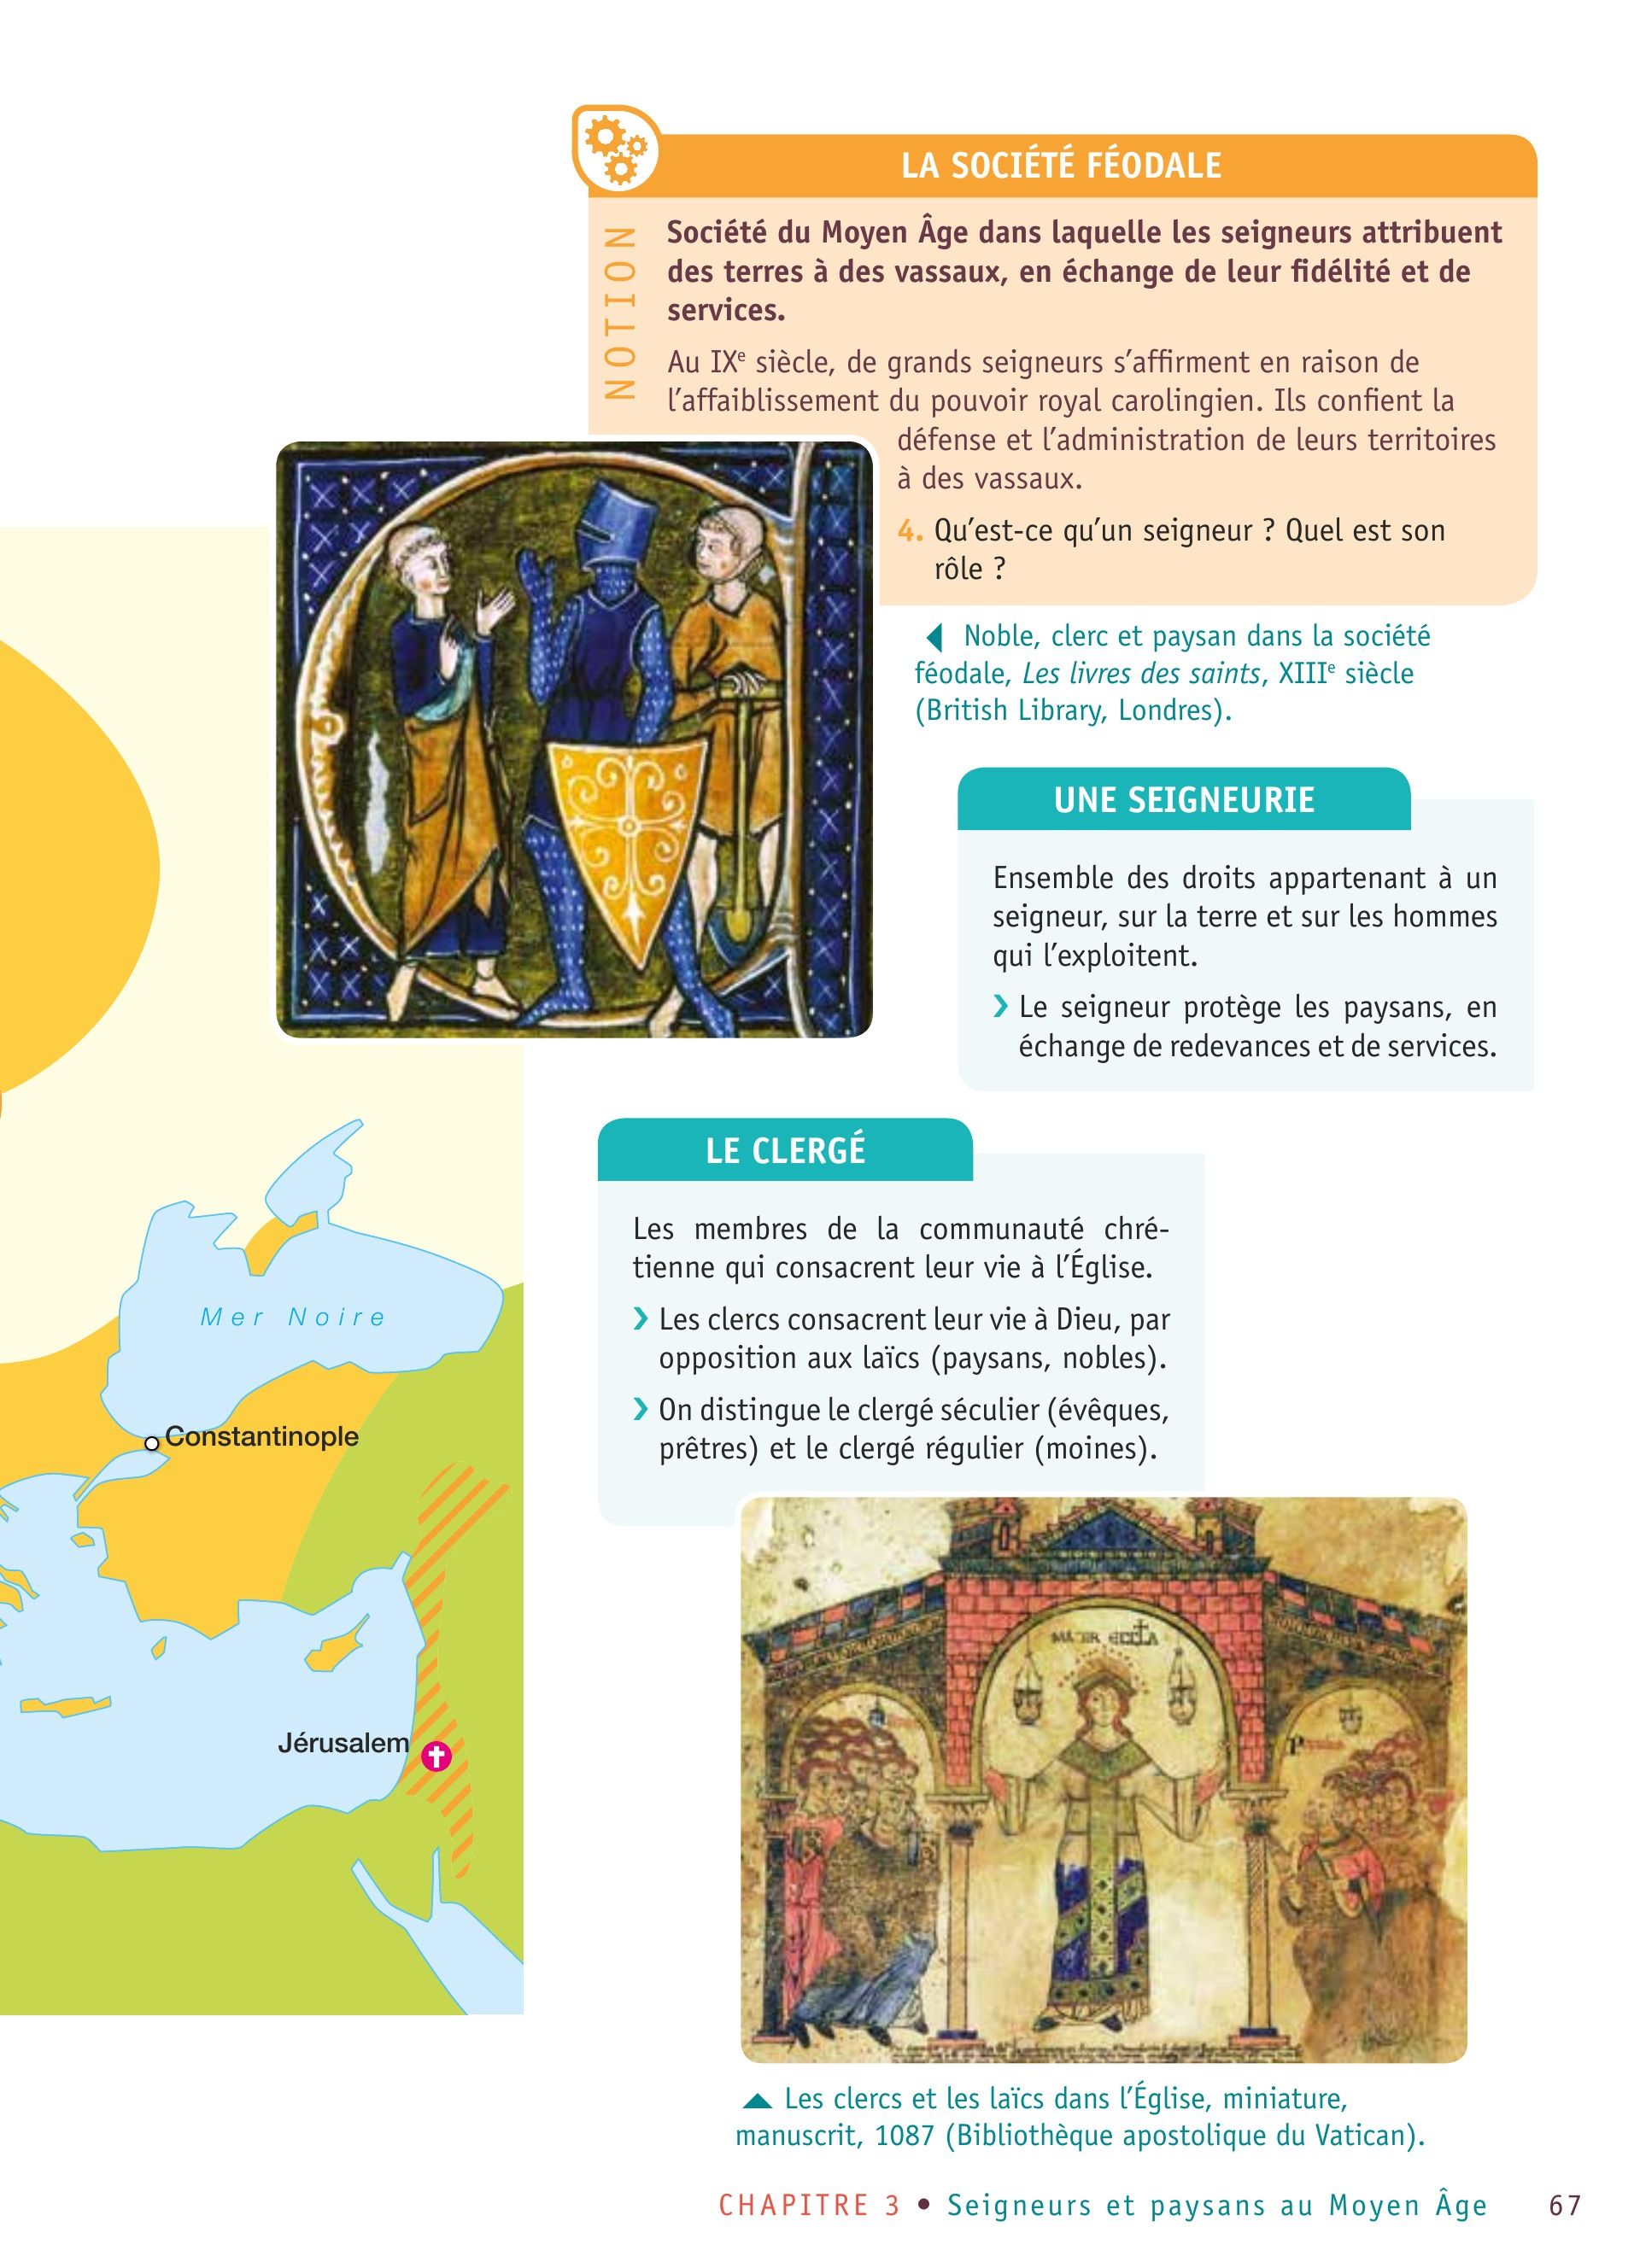 LA SOCIÉTÉ FÉODALE
NOTION
Société du Moyen Âge dans laquelle les seigneurs attribuent
des terres à des vassaux, en échange de leur fidélité et de
services.
Au IXe siècle, de grands seigneurs s’affirment en raison de
l’affaiblissement du pouvoir royal carolingien. Ils confient la
défense et l’administration de leurs territoires
à des vassaux.
4. Qu’est-ce qu’un seigneur ? Quel est son
rôle ?
Noble, clerc et paysan dans la société
féodale, Les livres des saints, XIIIe siècle
(British Library, Londres).
UNE SEIGNEURIE
Ensemble des droits appartenant à un
seigneur, sur la terre et sur les hommes
qui l’exploitent.
› Le seigneur protège les paysans, en
échange de redevances et de services.
LE CLERGÉ
Les membres de la communauté chré-
tienne qui consacrent leur vie à l’Église.
› Les clercs consacrent leur vie à Dieu, par
opposition aux laïcs (paysans, nobles).
› On distingue le clergé séculier (évêques,
prêtres) et le clergé régulier (moines).
Mer Noire
Constantinople
Jérusalem
Les clercs et les laïcs dans l’Église, miniature,
manuscrit, 1087 (Bibliothèque apostolique du Vatican).
CHAPITRE 3 • Seigneurs et paysans au Moyen Âge 67